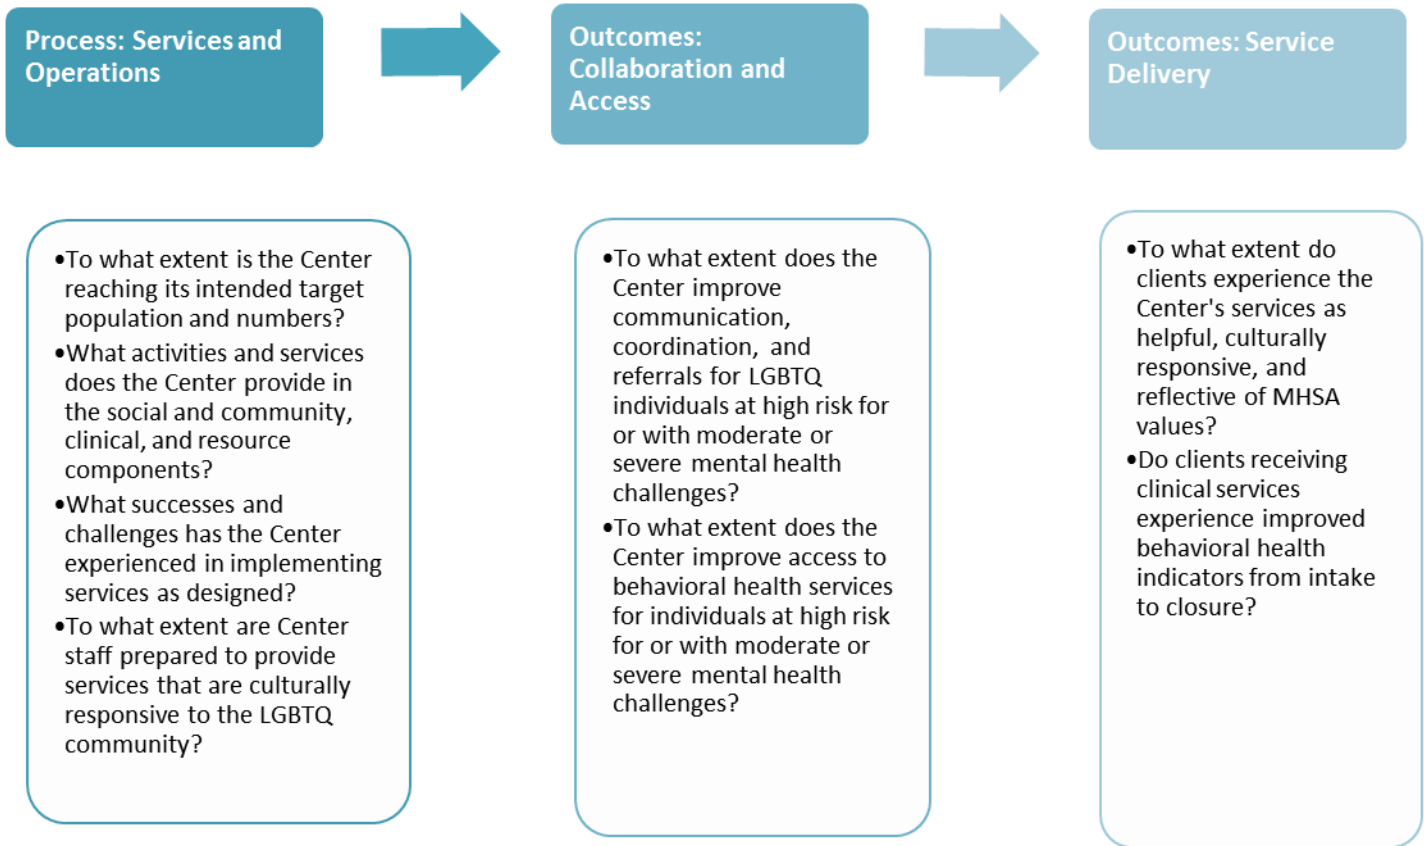 Process: Services and
Operations
Outcomes:
Collaboration and
Access
Outcomes: Service
Delivery
•To what extent is the Center
reaching its intended target
population and numbers?
•What activities and services
does the Center provide in
the social and community,
clinical, and resource
components?
•What successes and
challenges has the Center
experienced in implementing
services as designed?
•To what extent are Center
staff prepared to provide
services that are culturally
responsive to the LGBTQ
community?
•To what extent does the
Center improve
communication,
coordination, and
referrals for LGBTQ
individuals at high risk for
or with moderate or
severe mental health
challenges?
•To what extent does the
Center improve access to
behavioral health services
for individuals at high risk
for or with moderate or
severe mental health
challenges?
•To what extent do
clients experience the
Center's services as
helpful, culturally
responsive, and
reflective of MHSA
values?
•Do clients receiving
clinical services
experience improved
behavioral health
indicators from intake
to closure?